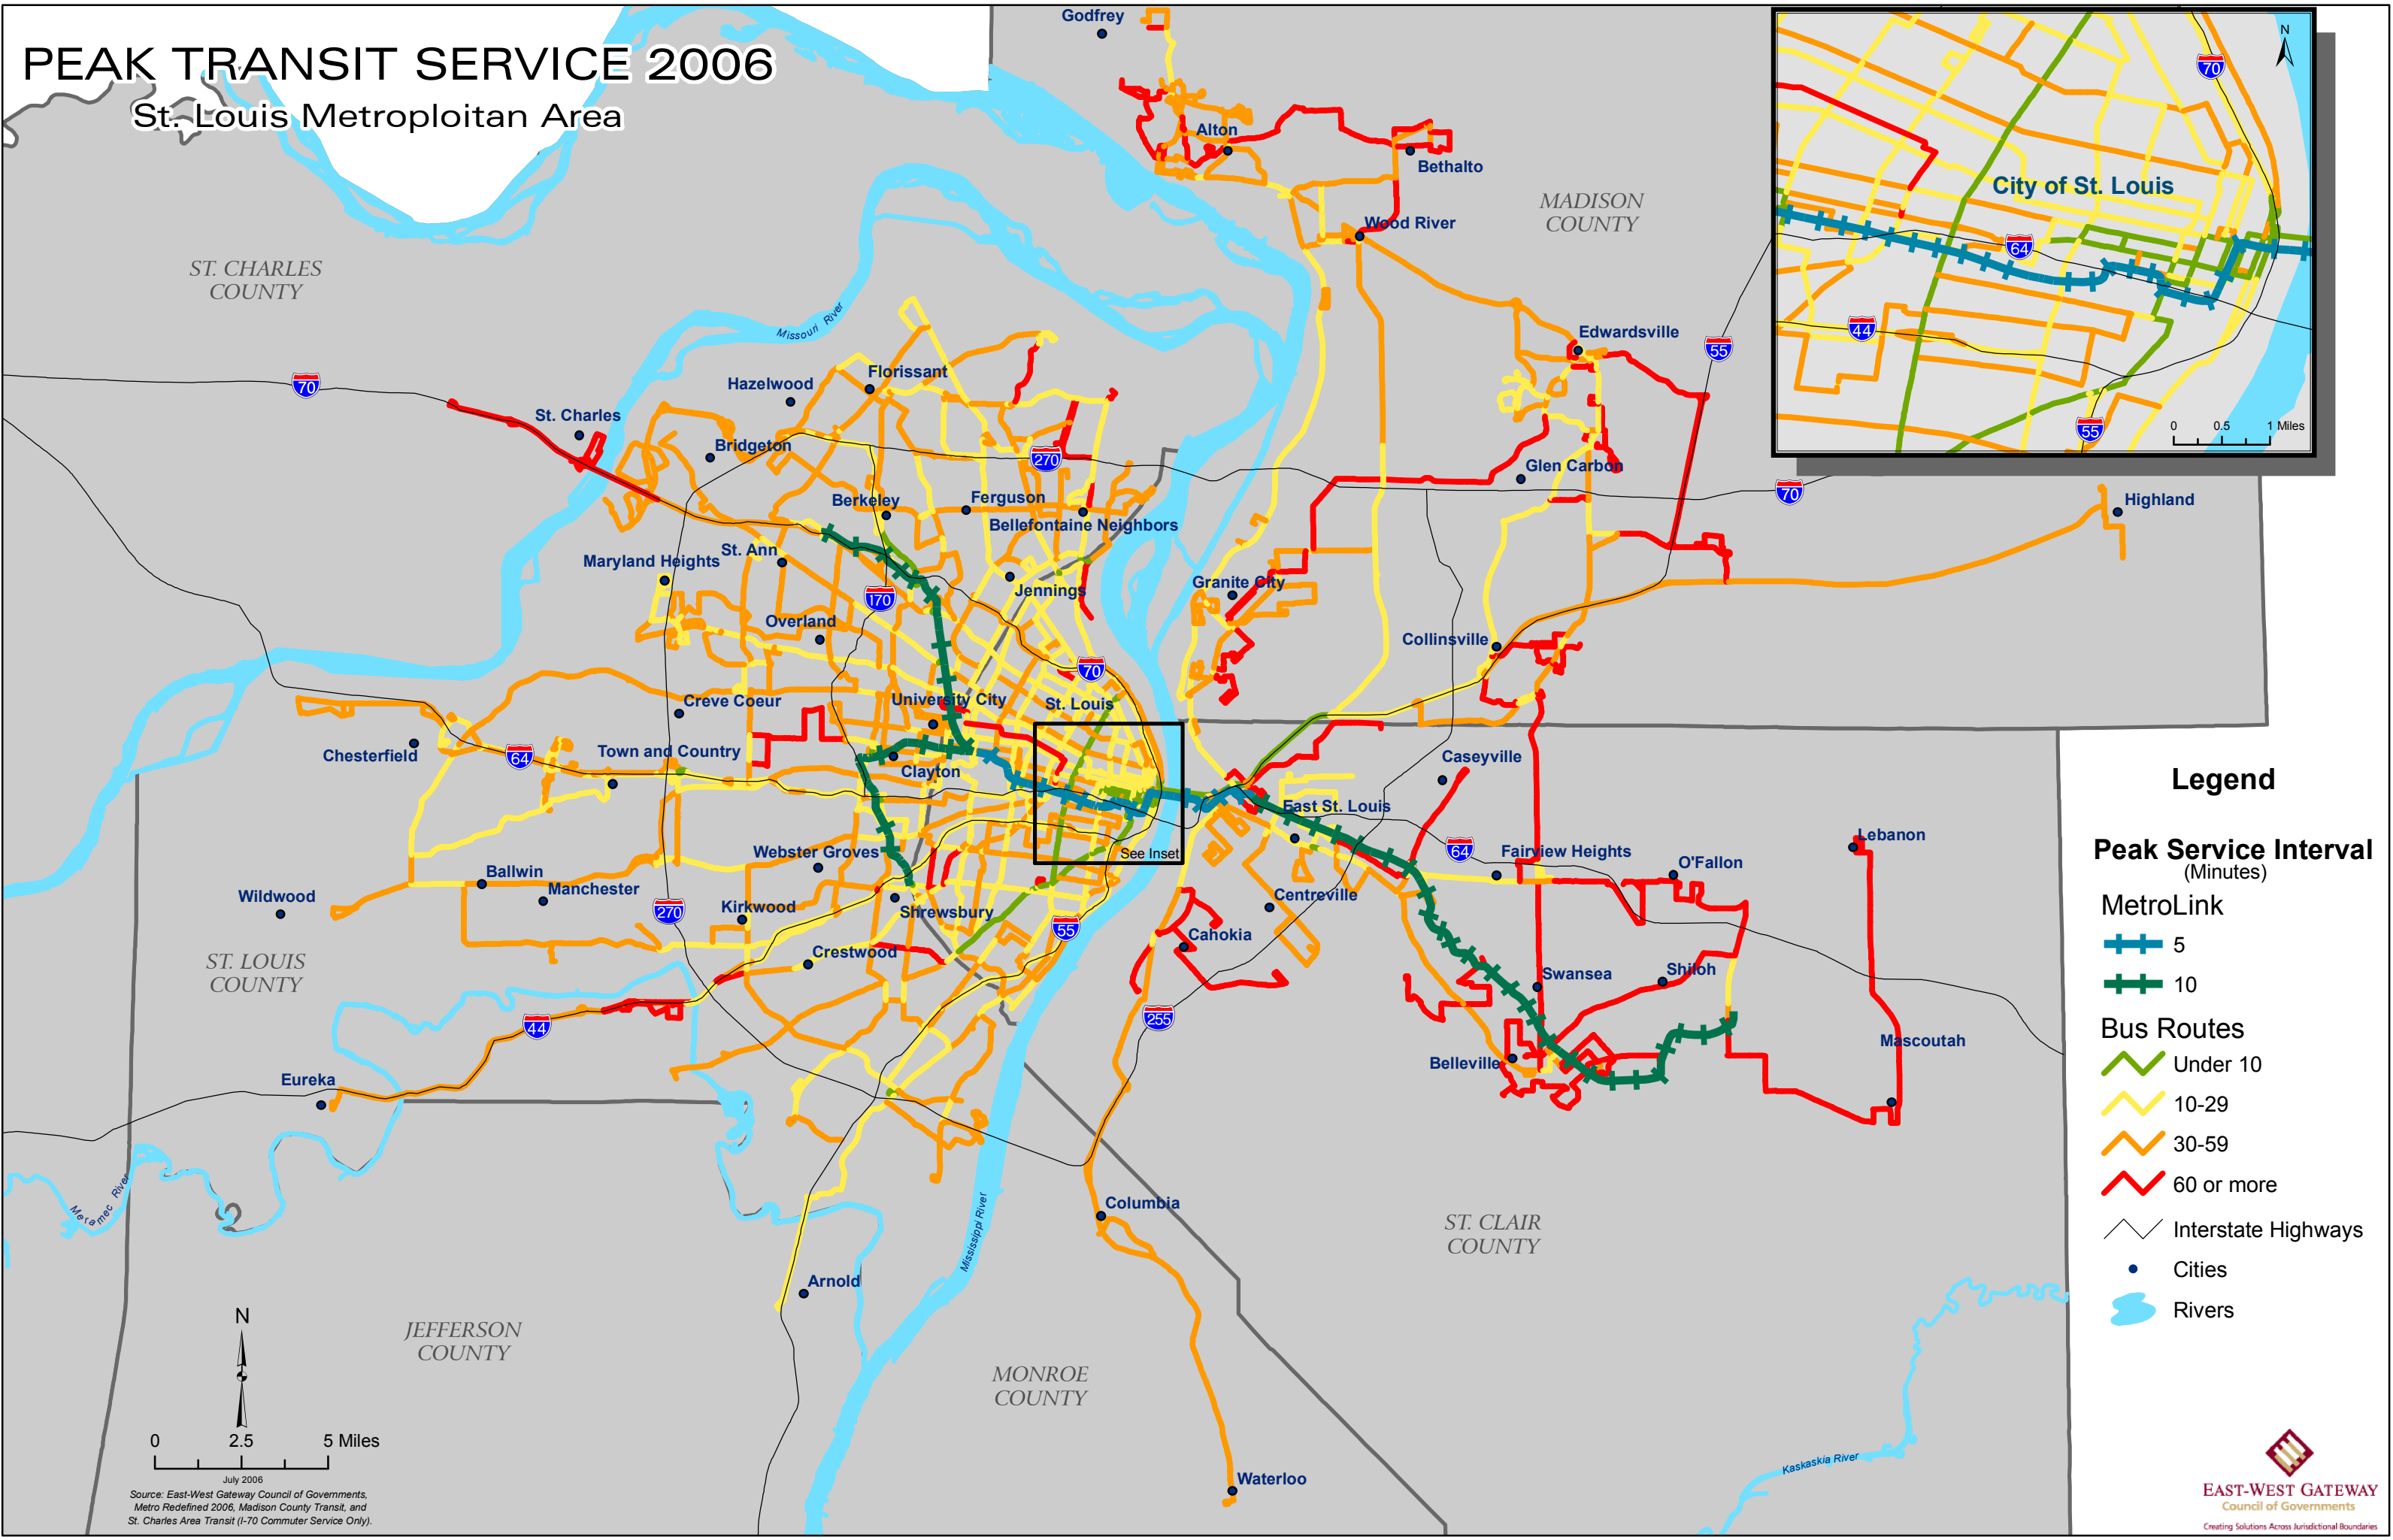 PEAK TRANSIT SERVICE 2006
St. Louis Metroploitan Area
Godfrey
Alton
Bethalto
Wood River
MADISON
COUNTY
ST. CHARLES
COUNTY
Missouri River
Edwardsville
55
70
Florissant
Hazelwood
St. Charles
Bridgeton
270
Glen Carbon
70
Highland
Berkeley
Ferguson
Bellefontaine Neighbors
St. Ann
Maryland Heights
Jennings
Granite City
170
Overland
Collinsville
70
University City
St. Louis
Creve Coeur
Chesterfield
64
Town and Country
Clayton
Caseyville
East St. Louis
See Inset
Webster Groves
64
Fairview Heights
O'Fallon
Lebanon
Ballwin
Manchester
Wildwood
270
Kirkwood
Shrewsbury
55
Centreville
Cahokia
Crestwood
ST. LOUIS
COUNTY
Swansea
Shiloh
44
255
Mascoutah
Belleville
Eureka
Meramec River
Columbia
Mississippi River
ST. CLAIR
COUNTY
Arnold
JEFFERSON
COUNTY
MONROE
COUNTY
Waterloo
Kaskaskia River
N
70
City of St. Louis
64
44
55
0 0.5 1 Miles
Legend
Peak Service Interval
(Minutes)
MetroLink
5
10
Bus Routes
Under 10
10-29
30-59
60 or more
Interstate Highways
Cities
Rivers
N
0 2.5 5 Miles
July 2006
Source: East-West Gateway Council of Governments,
Metro Redefined 2006, Madison County Transit, and
St. Charles Area Transit (I-70 Commuter Service Only).
EAST-WEST GATEWAY
Council of Governments
Creating Solutions Across Jurisdictional Boundaries